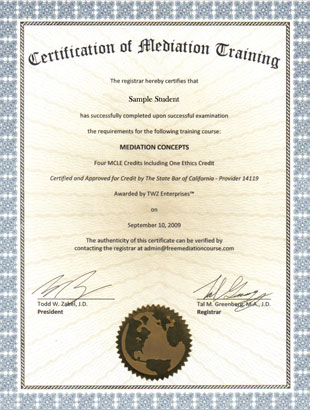 Certification of Mediation Training
The registrar hereby certifies that
Sample Student
has successfully completed upon successful examination
the requirements for the following training course:
MEDIATION CONCEPTS
Four MCLE Credits Including One Ethics Credit
Certified and Approved for Credit by The State Bar of California - Provider 14119
Awarded by TWZ Enterprises™
on
September 10, 2009
The authenticity of this certificate can be verified by
contacting the registrar at admin@freemediationcourse.com
Todd W. Zabel, J.D.
President
Tal M. Greenberg, M.A., J.D.
Registrar